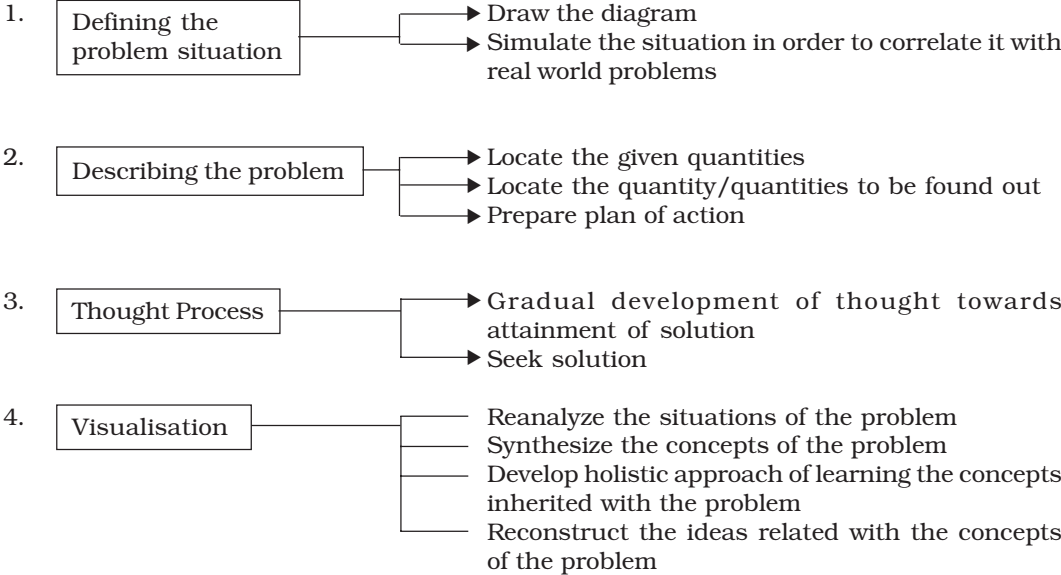 1. Defining the
problem situation
Draw the diagram
Simulate the situation in order to correlate it with
real world problems
2. Describing the problem
Locate the given quantities
Locate the quantity/quantities to be found out
Prepare plan of action
3. Thought Process
Gradual development of thought towards
attainment of solution
Seek solution
4. Visualisation
Reanalyze the situations of the problem
Synthesize the concepts of the problem
Develop holistic approach of learning the concepts
inherited with the problem
Reconstruct the ideas related with the concepts
of the problem